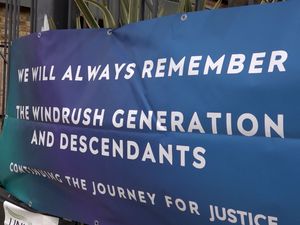 WE WILL ALWAYS REMEMBER
THE WINDRUSH GENERATION
AND DESCENDANTS
CONTINUING THE JOURNEY FOR JUSTICE